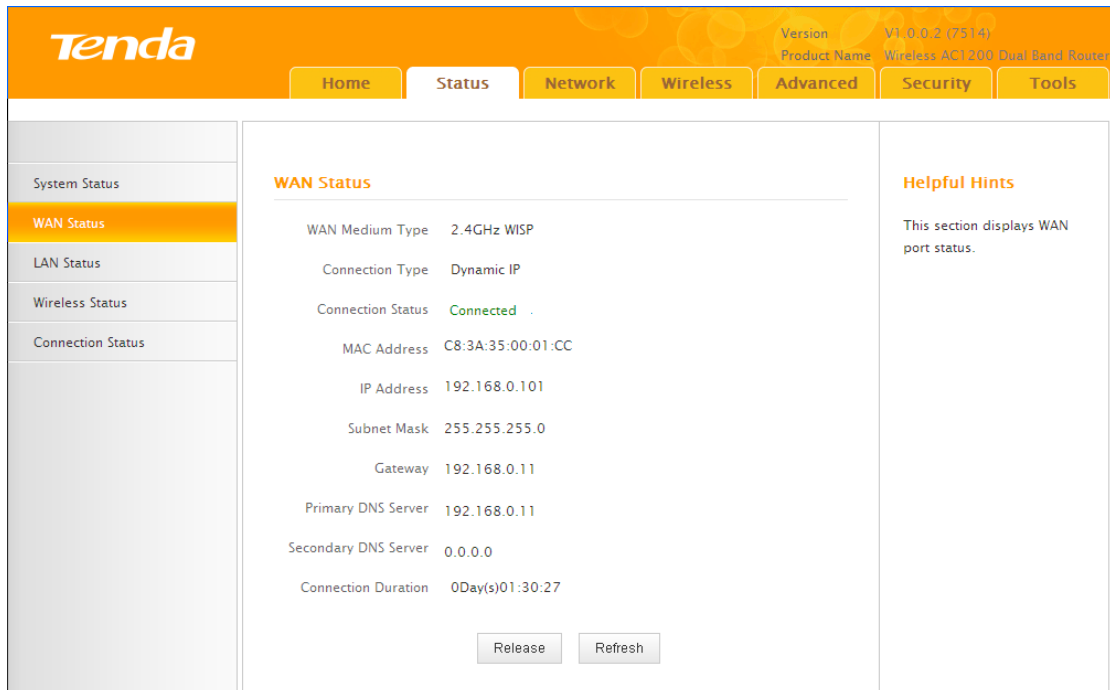 Tenda
Version V1.0.0.2 (7514)
Product Name Wireless AC1200 Dual Band Router
Home Status Network Wireless Advanced Security Tools
System Status
WAN Status
LAN Status
Wireless Status
Connection Status
WAN Status
WAN Medium Type 2.4GHz WISP
Connection Type Dynamic IP
Connection Status Connected .
MAC Address C8:3A:35:00:01:CC
IP Address 192.168.0.101
Subnet Mask 255.255.255.0
Gateway 192.168.0.11
Primary DNS Server 192.168.0.11
Secondary DNS Server 0.0.0.0
Connection Duration 0Day(s)01:30:27
Release Refresh
Helpful Hints
This section displays WAN
port status.